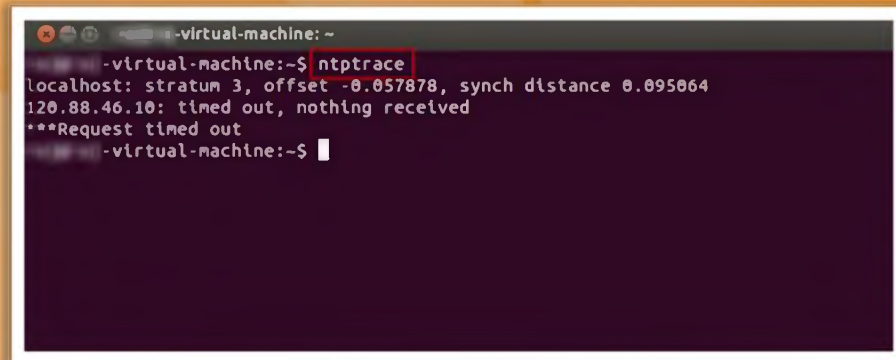 -virtual-machine: ~
-virtual-machine:~$ ntptrace
localhost: stratum 3, offset -0.057878, synch distance 0.095064
120.88.46.10: timed out, nothing received
***Request timed out
-virtual-machine:~$